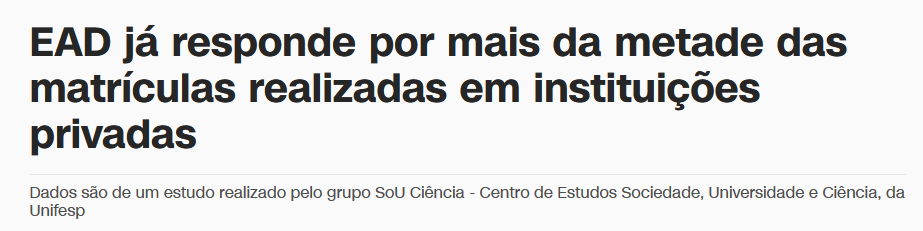 EAD já responde por mais da metade das
matrículas realizadas em instituições
privadas
Dados são de um estudo realizado pelo grupo SoU Ciência - Centro de Estudos Sociedade, Universidade e Ciência, da
Unifesp